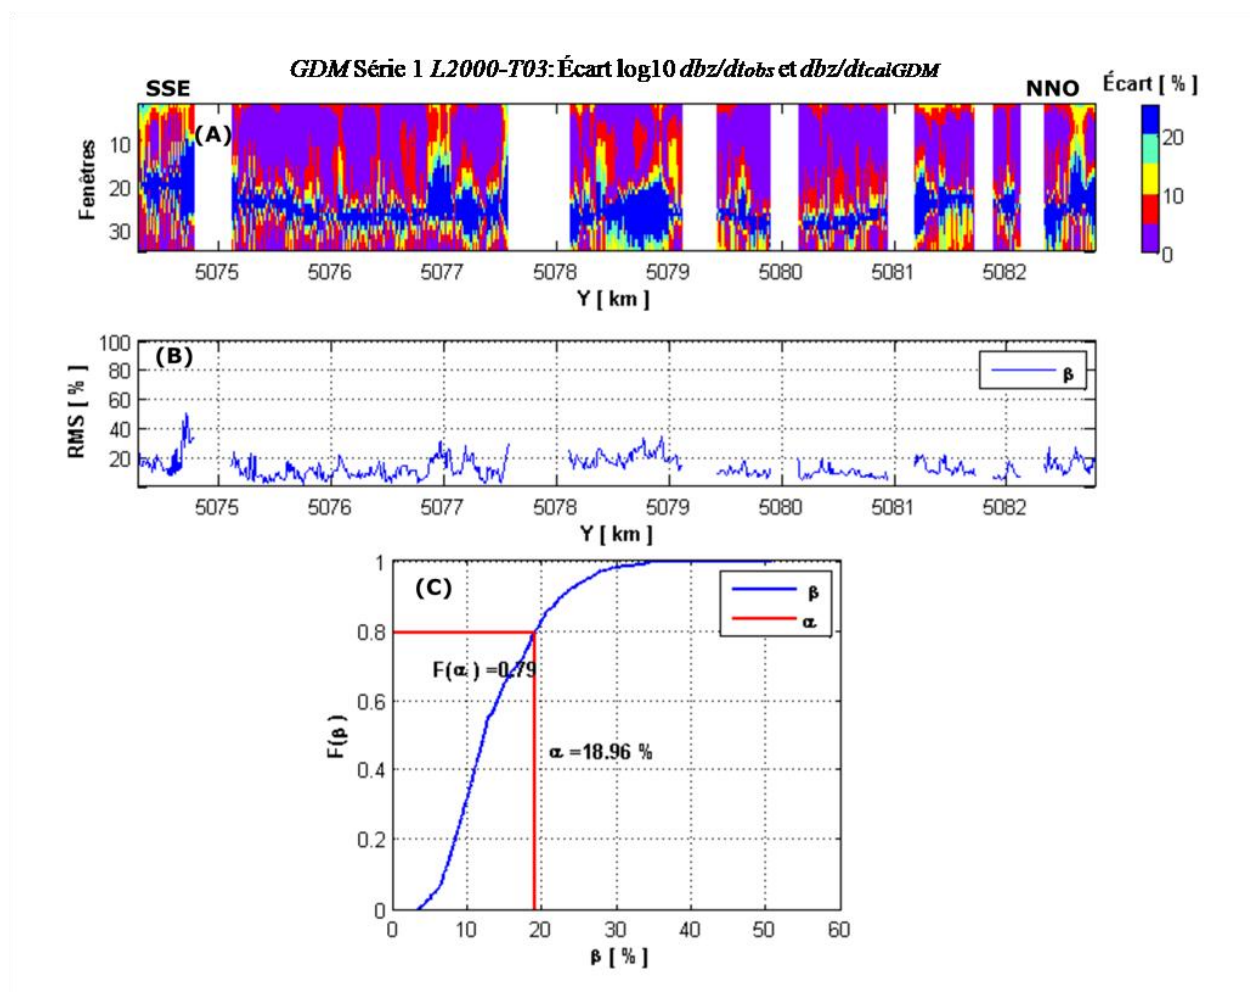 GDM Série 1 L2000-T03: Écart log10 dbz/dtobs et dbz/dtcalGDM
SSE
NNO
Écart [ % ]
(A)
Fenêtres
10
20
30
20
10
0
5075
5076
5077
5078
5079
5080
5081
5082
Y [ km ]
(B)
RMS [ % ]
100
80
60
40
20
β
5075
5076
5077
5078
5079
5080
5081
5082
Y [ km ]
(C)
F(β )
1
0.8
0.6
0.4
0.2
0
β
α
F(α ) =0.79
α =18.96 %
0
10
20
30
40
50
60
β [ % ]